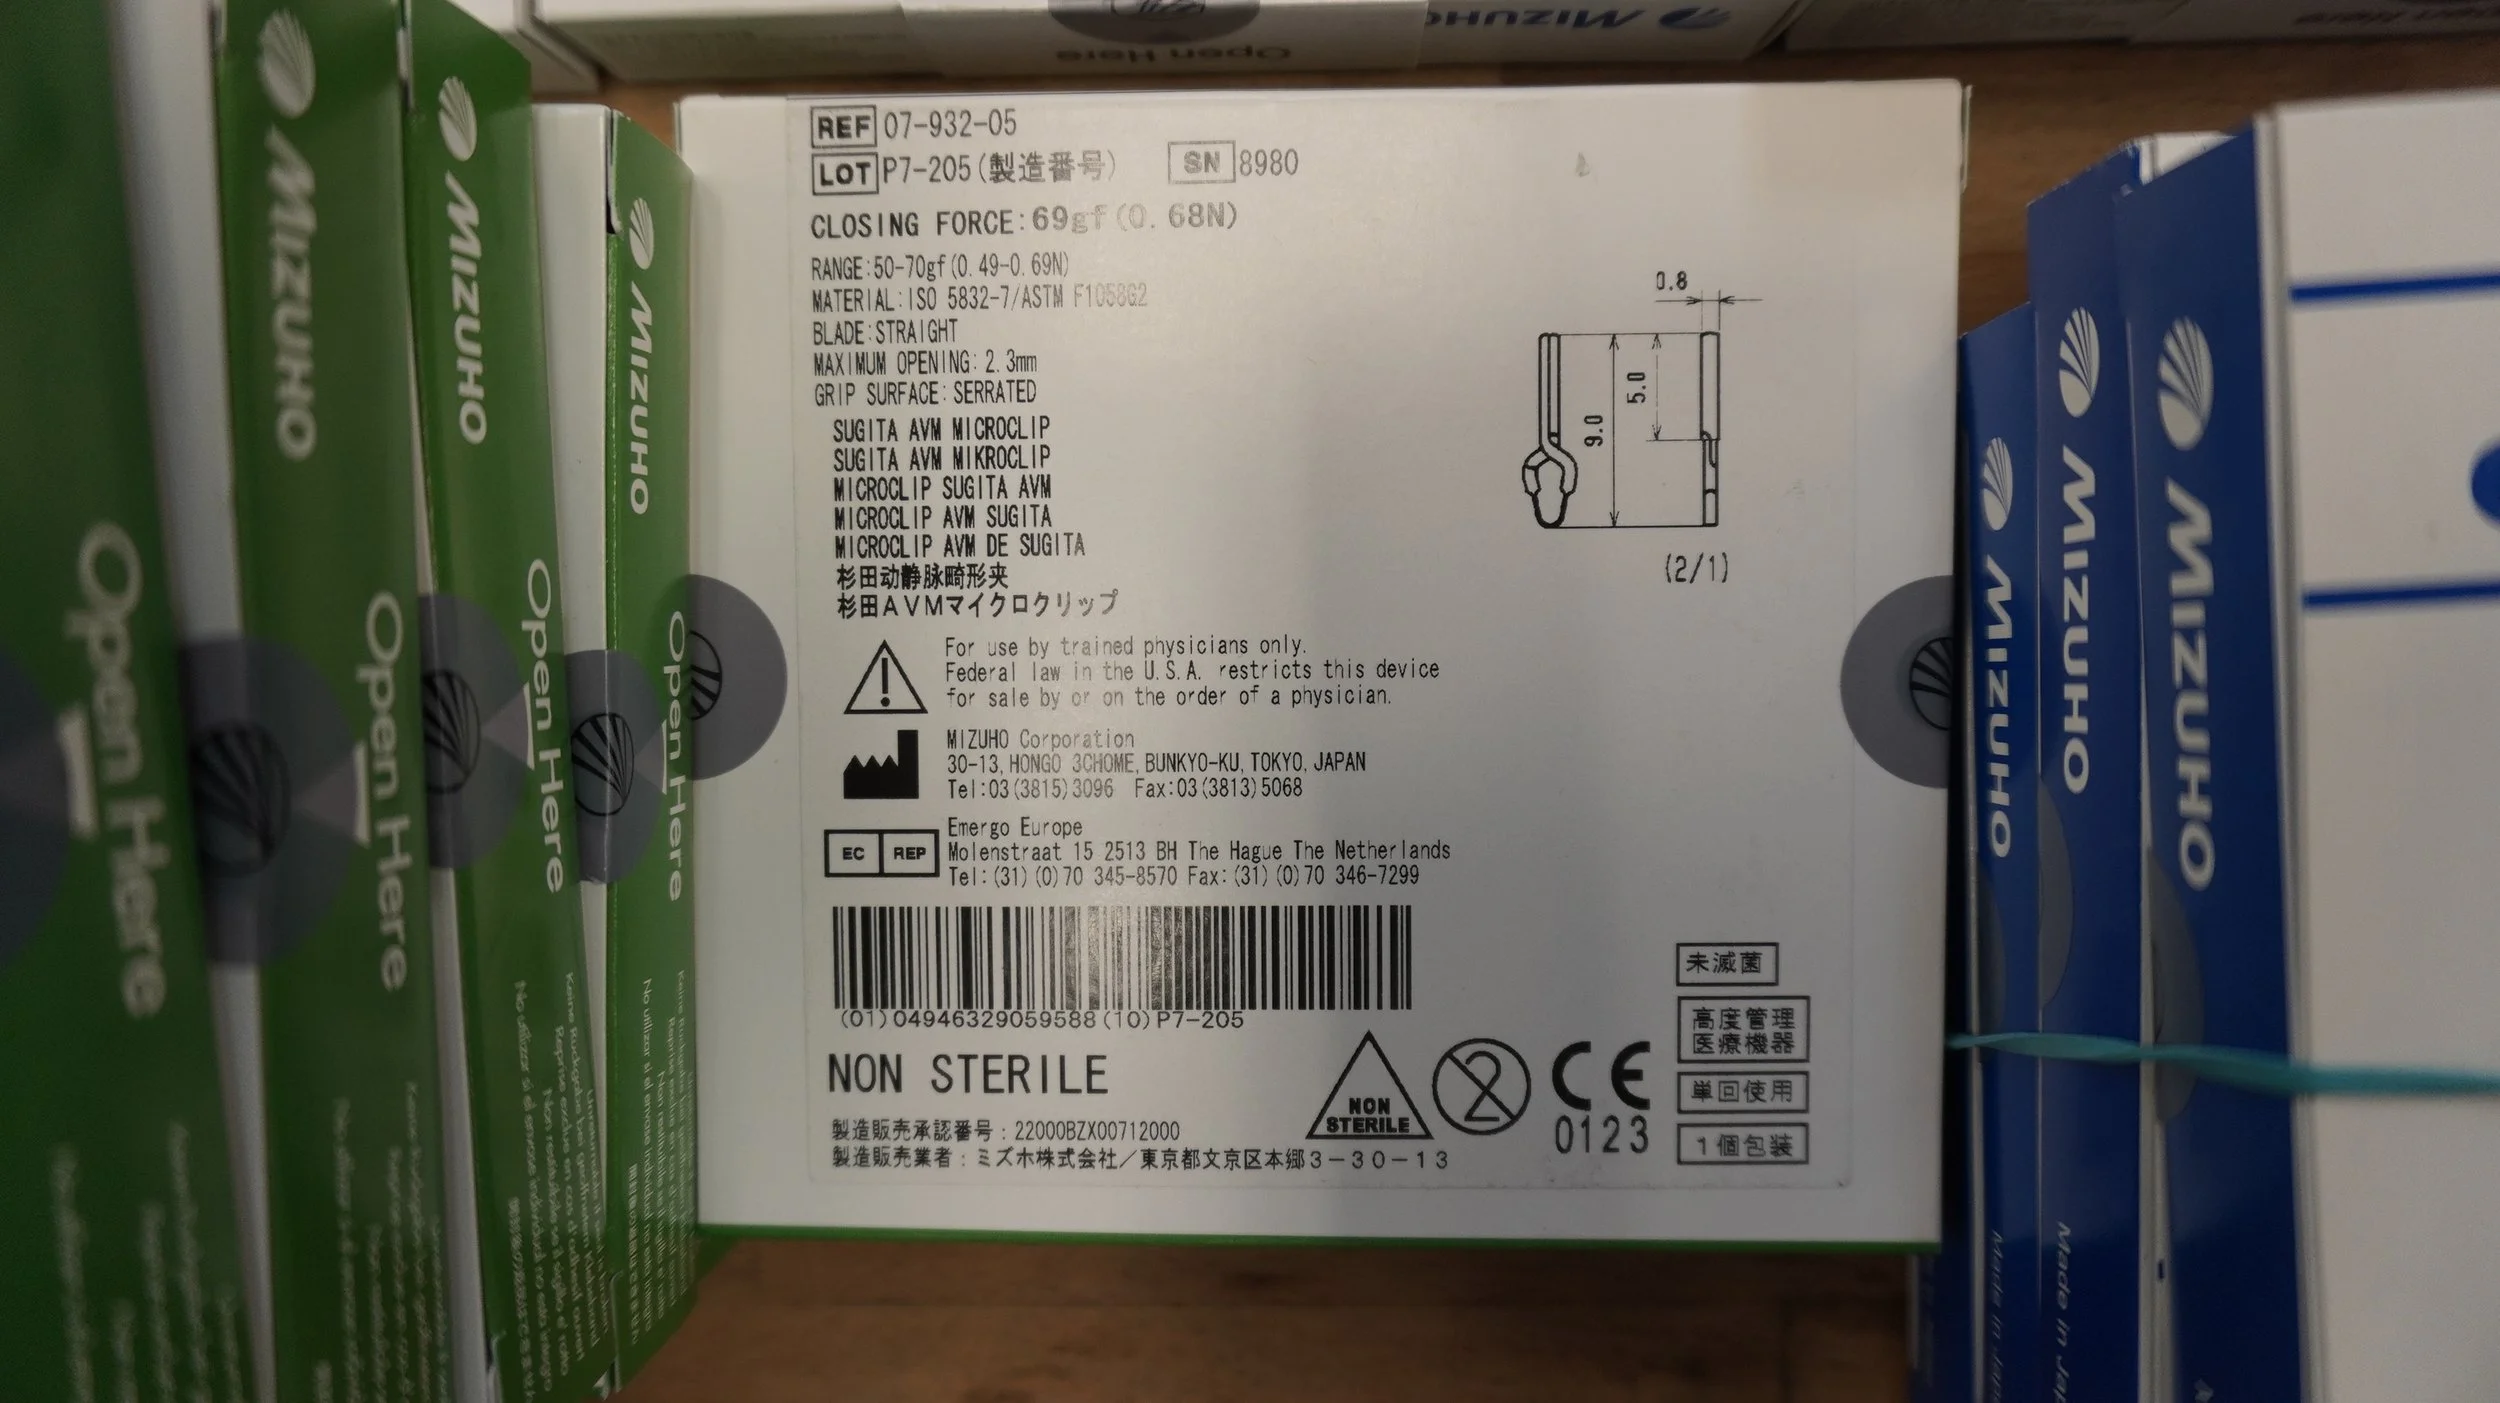 MIZUHO
Open Here
REF 07-932-05
LOT P7-205(製造番号) SN 8980
CLOSING FORCE:69gf(0.68N)
RANGE:50-70gf(0.49-0.69N)
MATERIAL:ISO 5832-7/ASTM F1058G2
BLADE:STRAIGHT
MAXIMUM OPENING:2.3mm
GRIP SURFACE:SERRATED
SUGITA AVM MICROCLIP
SUGITA AVM MIKROCLIP
MICROCLIP SUGITA AVM
MICROCLIP AVM SUGITA
MICROCLIP AVM DE SUGITA
杉田动静脉畸形夹
杉田AVMマイクロクリップ
0.8
5.0
9.0
(2/1)
For use by trained physicians only.
Federal law in the U.S.A. restricts this device
for sale by or on the order of a physician.
MIZUHO Corporation
30-13,HONGO 3CHOME,BUNKYO-KU,TOKYO,JAPAN
Tel:03(3815)3096 Fax:03(3813)5068
EC REP
Emergo Europe
Molenstraat 15 2513 BH The Hague The Netherlands
Tel:(31)(0)70 345-8570 Fax:(31)(0)70 346-7299
(01)04946329059588(10)P7-205
NON STERILE
NON
STERILE
2
CE
0123
未滅菌
高度管理
医療機器
単回使用
1個包装
製造販売承認番号:22000BZX00712000
製造販売業者:ミズホ株式会社/東京都文京区本郷3-30-13
MIZUHO
Open Here
MIZUHO
Open Here
MIZUHO
Open Here
Open Here
MIZUHO
MIZUHO
MIZUHO
Made in Japan